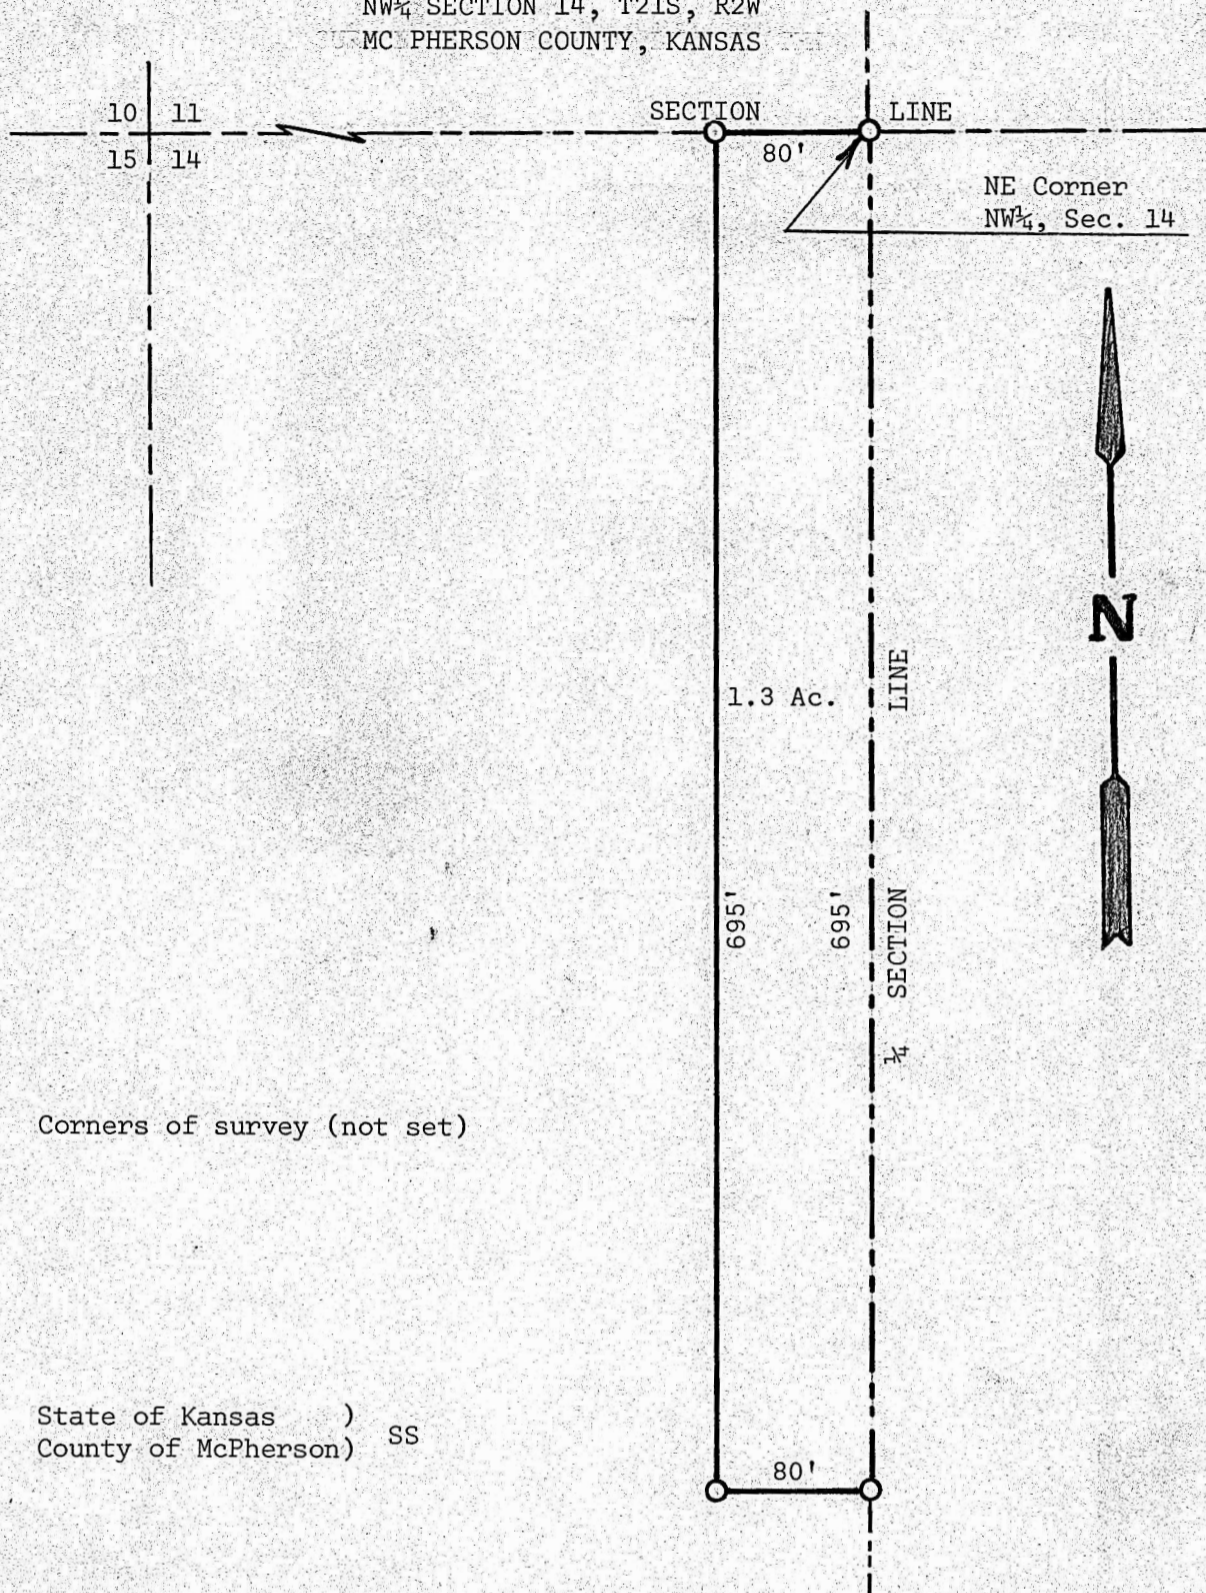 NW¼ SECTION 14, T21S, R2W
MC PHERSON COUNTY, KANSAS
10 11
15 14
SECTION LINE
80'
NE Corner
NW¼, Sec. 14
N
1.3 Ac.
695'
695'
¼ SECTION LINE
Corners of survey (not set)
State of Kansas )
County of McPherson) SS
80'